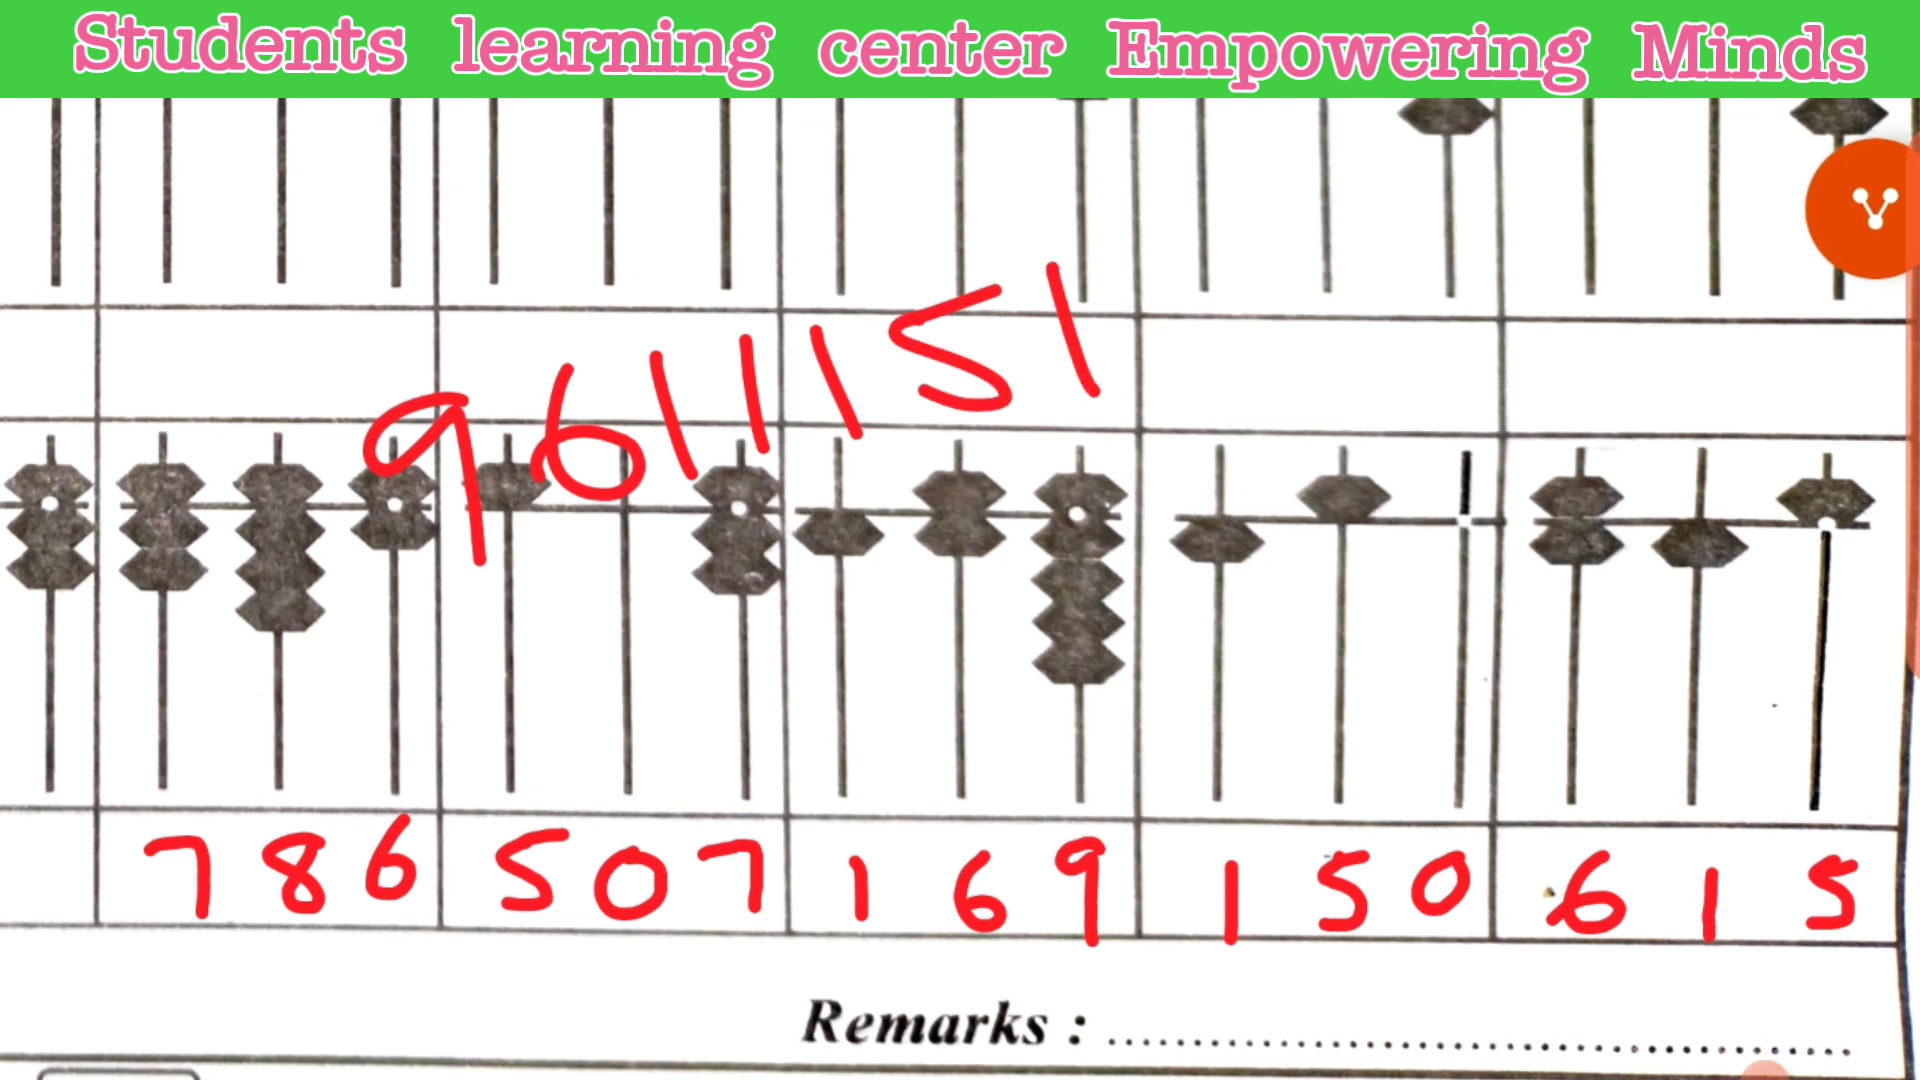 Students learning center Empowering Minds
9611151
786 507 169 150 615
Remarks : ..........................................